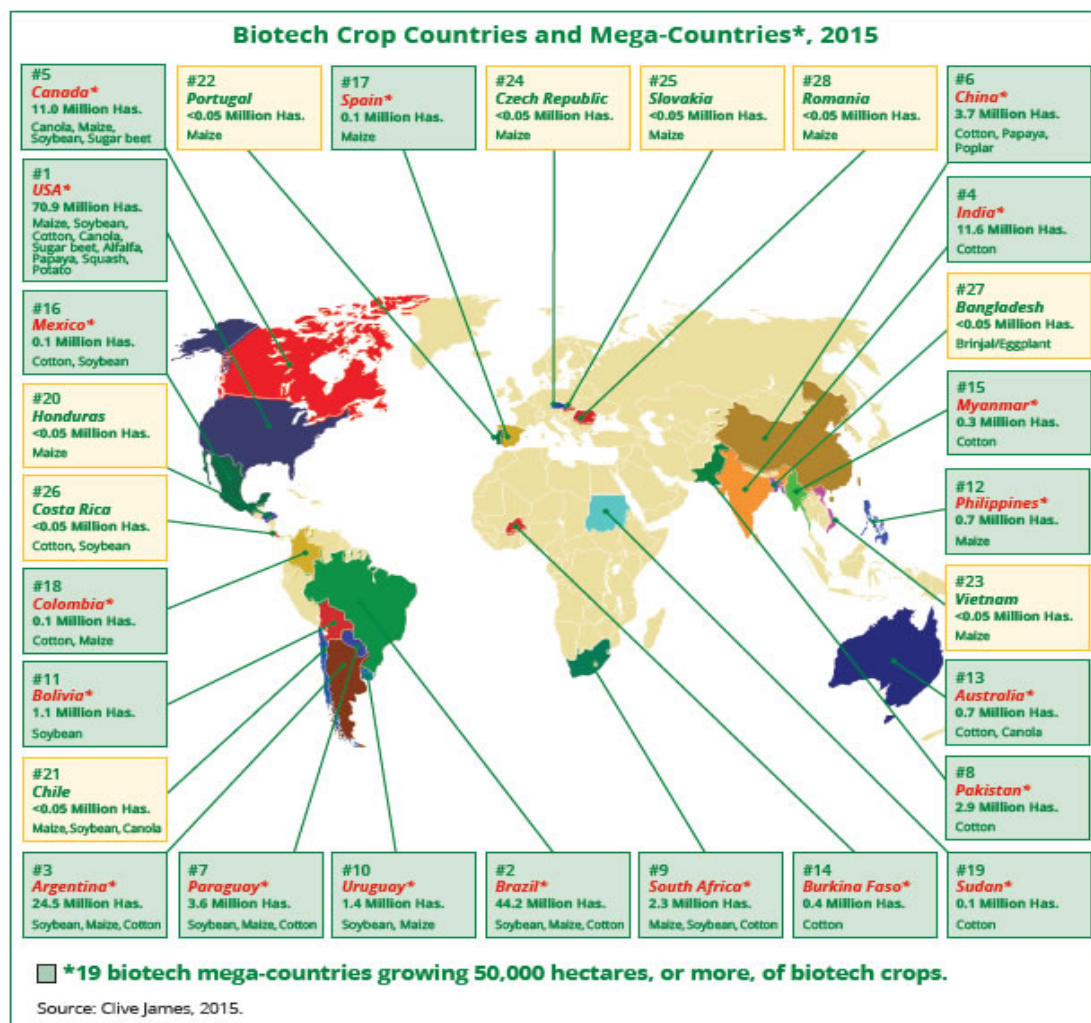 Biotech Crop Countries and Mega-Countries*, 2015
#5
Canada*
11.0 Million Has.
Canola, Maize,
Soybean, Sugar beet
#22
Portugal
<0.05 Million Has.
Maize
#17
Spain*
0.1 Million Has.
Maize
#24
Czech Republic
<0.05 Million Has.
Maize
#25
Slovakia
<0.05 Million Has.
Maize
#28
Romania
<0.05 Million Has.
Maize
#6
China*
3.7 Million Has.
Cotton, Papaya,
Poplar
#1
USA*
70.9 Million Has.
Maize, Soybean,
Cotton, Canola,
Sugar beet, Alfalfa,
Papaya, Squash,
Potato
#4
India*
11.6 Million Has.
Cotton
#27
Bangladesh
<0.05 Million Has.
Brinjal/Eggplant
#16
Mexico*
0.1 Million Has.
Cotton, Soybean
#15
Myanmar*
0.3 Million Has.
Cotton
#20
Honduras
<0.05 Million Has.
Maize
#12
Philippines*
0.7 Million Has.
Maize
#26
Costa Rica
<0.05 Million Has.
Cotton, Soybean
#23
Vietnam
<0.05 Million Has.
Maize
#18
Colombia*
0.1 Million Has.
Cotton, Maize
#11
Bolivia*
1.1 Million Has.
Soybean
#13
Australia*
0.7 Million Has.
Cotton, Canola
#21
Chile
<0.05 Million Has.
Maize, Soybean, Canola
#8
Pakistan*
2.9 Million Has.
Cotton
#3
Argentina*
24.5 Million Has.
Soybean, Maize, Cotton
#7
Paraguay*
3.6 Million Has.
Soybean, Maize, Cotton
#10
Uruguay*
1.4 Million Has.
Soybean, Maize
#2
Brazil*
44.2 Million Has.
Soybean, Maize, Cotton
#9
South Africa*
2.3 Million Has.
Maize, Soybean, Cotton
#14
Burkina Faso*
0.4 Million Has.
Cotton
#19
Sudan*
0.1 Million Has.
Cotton
*19 biotech mega-countries growing 50,000 hectares, or more, of biotech crops.
Source: Clive James, 2015.